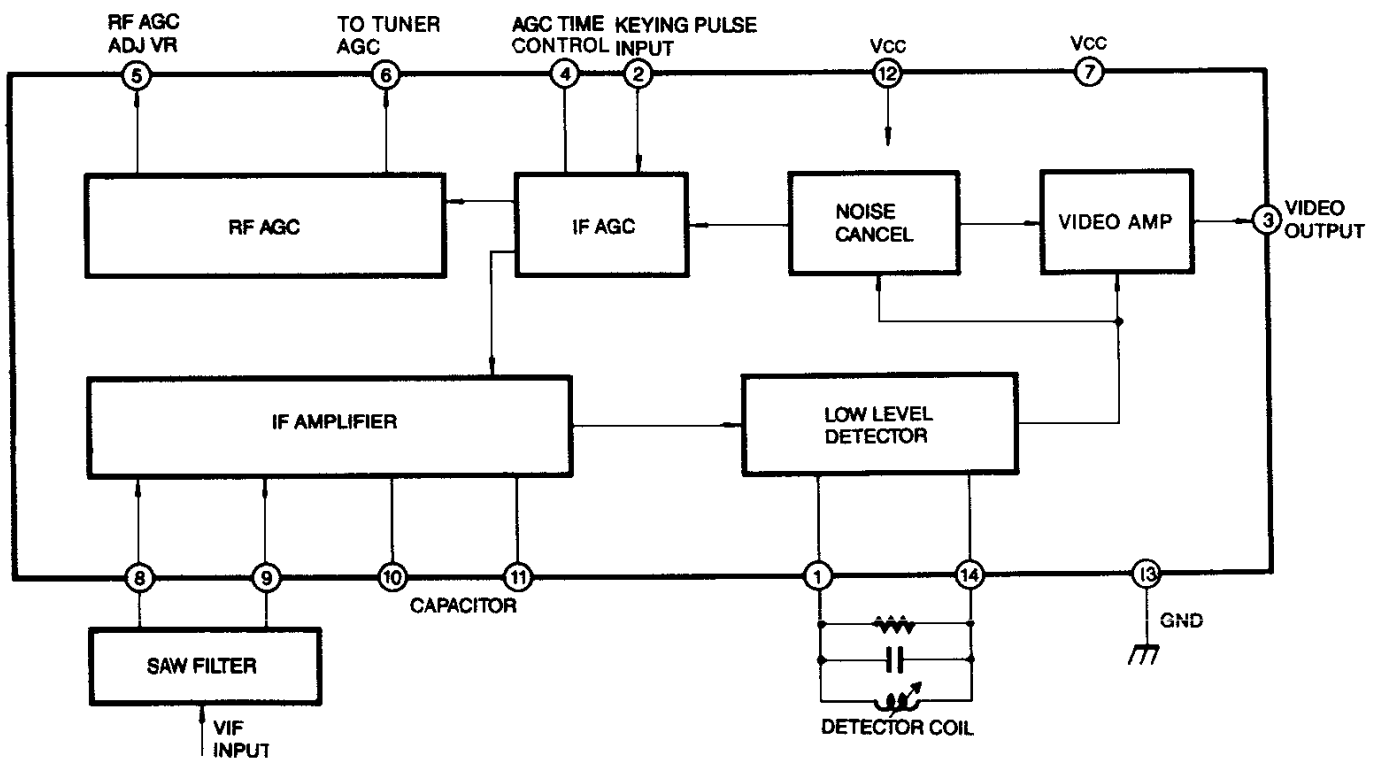 RF AGC
ADJ VR
TO TUNER
AGC
AGC TIME
CONTROL
KEYING PULSE
INPUT
VCC
VCC
5
6
4
2
12
7
RF AGC
IF AGC
NOISE
CANCEL
VIDEO AMP
3
VIDEO
OUTPUT
IF AMPLIFIER
LOW LEVEL
DETECTOR
8
9
10
11
1
14
13
CAPACITOR
GND
SAW FILTER
DETECTOR COIL
VIF
INPUT